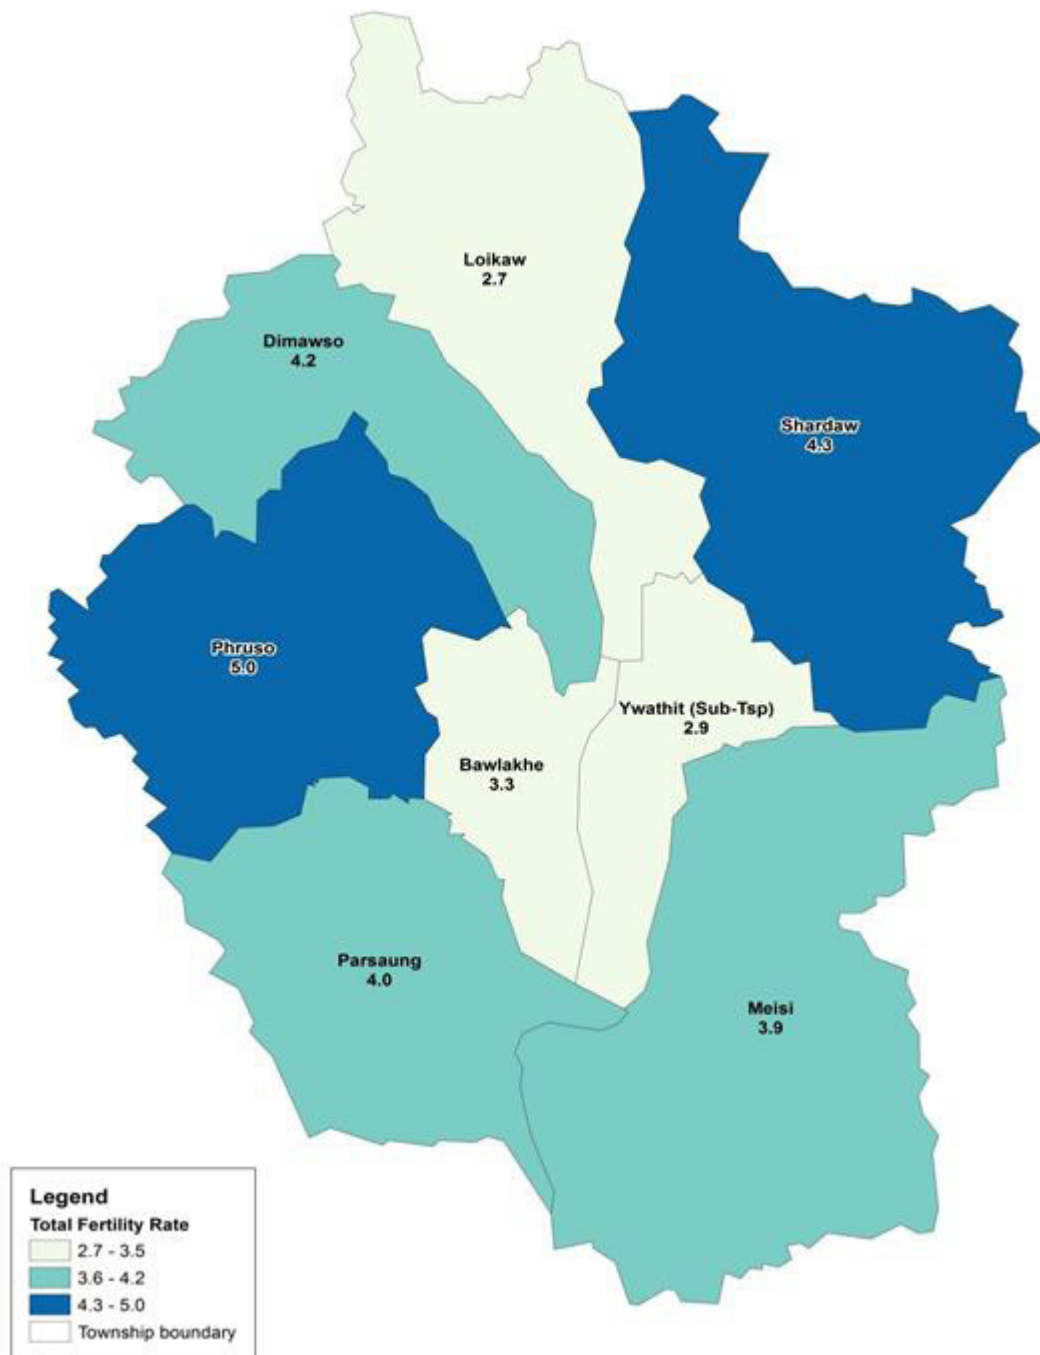 Loikaw
2.7
Dimawso
4.2
Shardaw
4.3
Phruso
5.0
Ywathit (Sub-Tsp)
2.9
Bawlakhe
3.3
Parsaung
4.0
Meisi
3.9
Legend
Total Fertility Rate
2.7 - 3.5
3.6 - 4.2
4.3 - 5.0
Township boundary